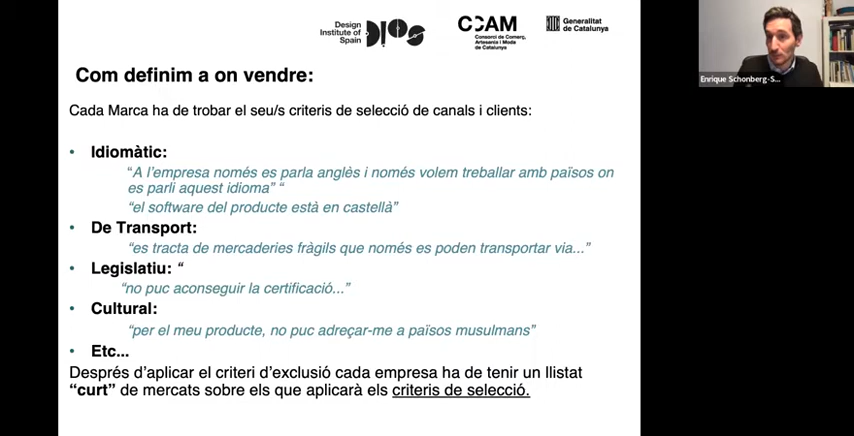 Design
Institute of
Spain
DIOS
CCAM
Consorci de Comerç,
Artesania i Moda
de Catalunya
Generalitat
de Catalunya
Enrique Schonberg-S...
Com definim a on vendre:
Cada Marca ha de trobar el seu/s criteris de selecció de canals i clients:
• Idiomàtic:
“A l’empresa només es parla anglès i només volem treballar amb països on
es parli aquest idioma” “
“el software del producte està en castellà”
• De Transport:
“es tracta de mercaderies fràgils que només es poden transportar via...”
• Legislatiu: “
“no puc aconseguir la certificació...”
• Cultural:
“per el meu producte, no puc adreçar-me a països musulmans”
• Etc...
Després d’aplicar el criteri d’exclusió cada empresa ha de tenir un llistat
“curt” de mercats sobre els que aplicarà els criteris de selecció.